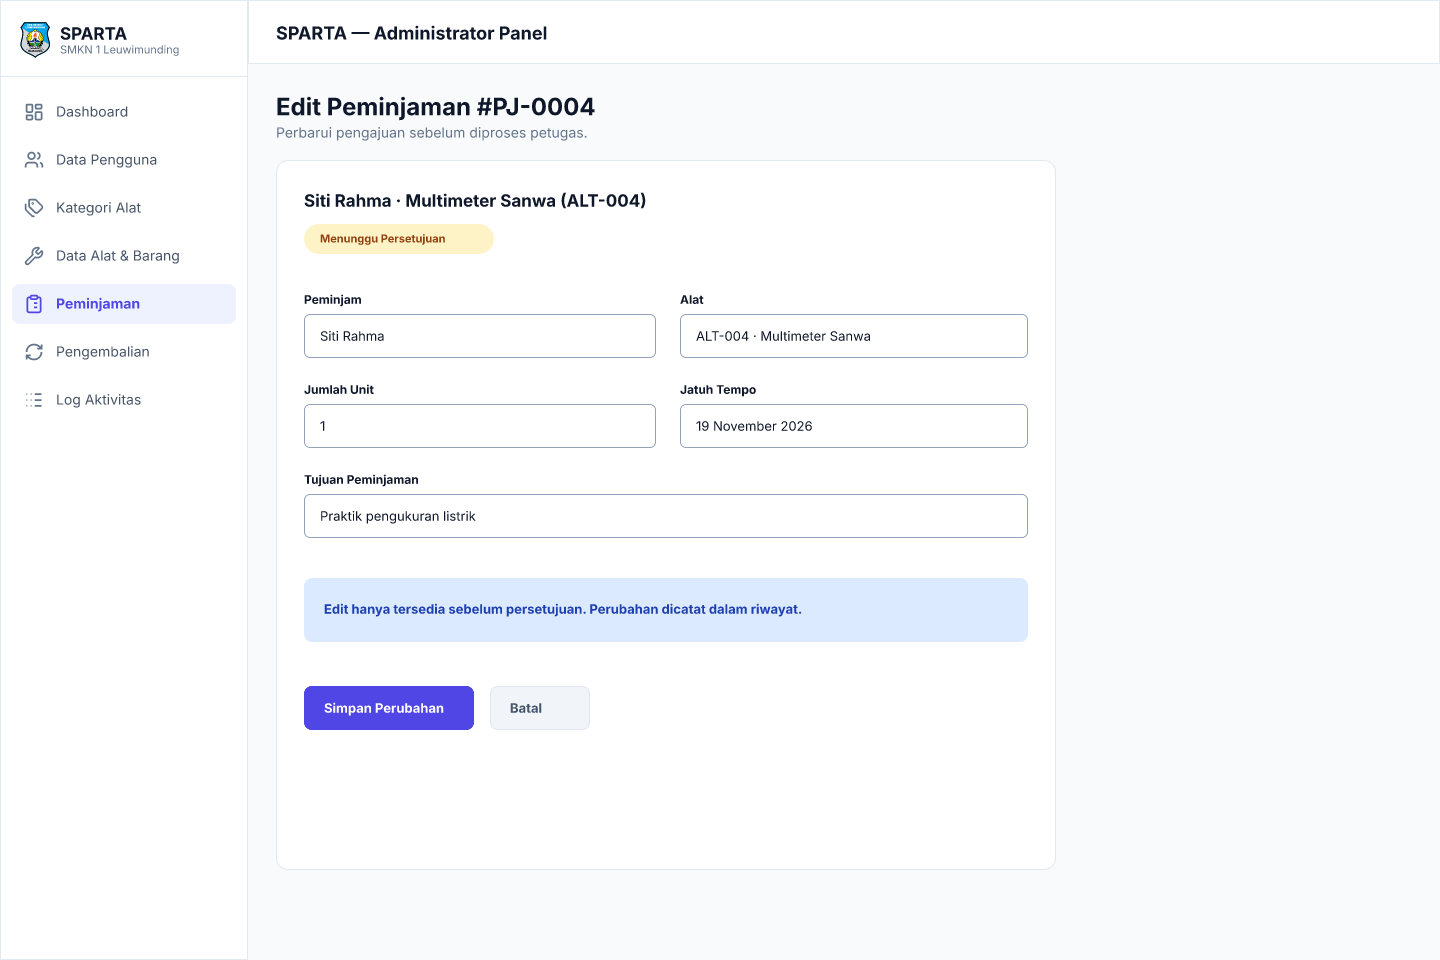 SPARTA
SMKN 1 Leuwimunding
Dashboard
Data Pengguna
Kategori Alat
Data Alat & Barang
Peminjaman
Pengembalian
Log Aktivitas
SPARTA — Administrator Panel
Edit Peminjaman #PJ-0004
Perbarui pengajuan sebelum diproses petugas.
Siti Rahma · Multimeter Sanwa (ALT-004)
Menunggu Persetujuan
Peminjam
Alat
Siti Rahma
ALT-004 · Multimeter Sanwa
Jumlah Unit
Jatuh Tempo
1
19 November 2026
Tujuan Peminjaman
Praktik pengukuran listrik
Edit hanya tersedia sebelum persetujuan. Perubahan dicatat dalam riwayat.
Simpan Perubahan
Batal